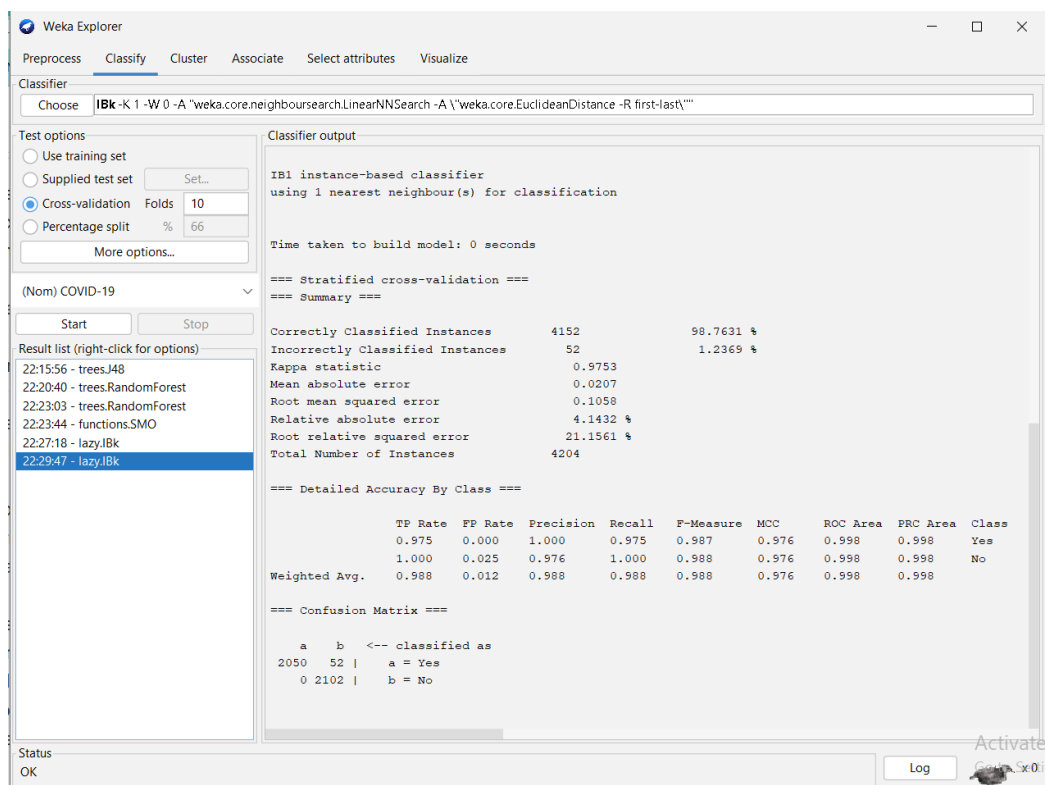 Weka Explorer
Preprocess Classify Cluster Associate Select attributes Visualize
Classifier
Choose IBk -K 1 -W 0 -A "weka.core.neighboursearch.LinearNNSearch -A \"weka.core.EuclideanDistance -R first-last\""
Test options
Use training set
Supplied test set Set...
Cross-validation Folds 10
Percentage split % 66
More options...
(Nom) COVID-19
Start Stop
Result list (right-click for options)
22:15:56 - trees.J48
22:20:40 - trees.RandomForest
22:23:03 - trees.RandomForest
22:23:44 - functions.SMO
22:27:18 - lazy.IBk
22:29:47 - lazy.IBk
Classifier output
IB1 instance-based classifier
using 1 nearest neighbour(s) for classification
Time taken to build model: 0 seconds
=== Stratified cross-validation ===
=== Summary ===
Correctly Classified Instances 4152 98.7631 %
Incorrectly Classified Instances 52 1.2369 %
Kappa statistic 0.9753
Mean absolute error 0.0207
Root mean squared error 0.1058
Relative absolute error 4.1432 %
Root relative squared error 21.1561 %
Total Number of Instances 4204
=== Detailed Accuracy By Class ===
TP Rate FP Rate Precision Recall F-Measure MCC ROC Area PRC Area Class
0.975 0.000 1.000 0.975 0.987 0.976 0.998 0.998 Yes
1.000 0.025 0.976 1.000 0.988 0.976 0.998 0.998 No
Weighted Avg. 0.988 0.012 0.988 0.988 0.988 0.976 0.998 0.998
=== Confusion Matrix ===
a b <-- classified as
2050 52 | a = Yes
0 2102 | b = No
Status
OK
Log
x 0
Activate